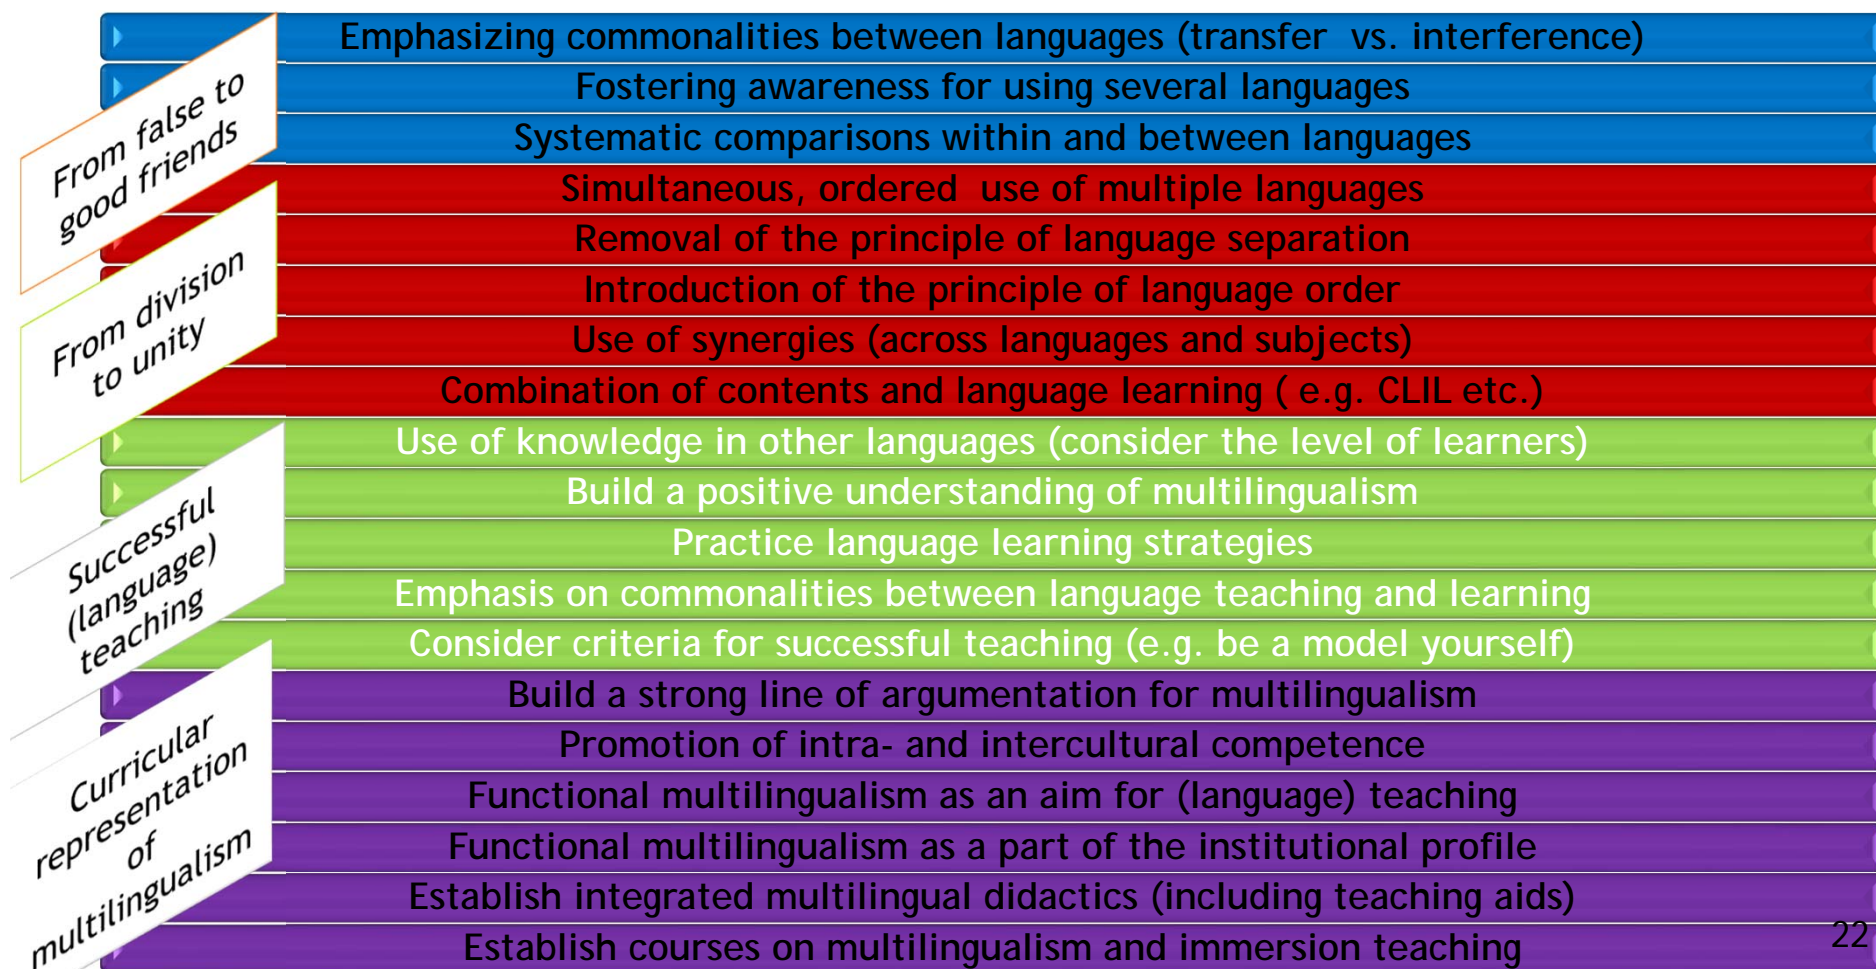 From false to
good friends
Emphasizing commonalities between languages (transfer vs. interference)
Fostering awareness for using several languages
Systematic comparisons within and between languages
From division
to unity
Simultaneous, ordered use of multiple languages
Removal of the principle of language separation
Introduction of the principle of language order
Use of synergies (across languages and subjects)
Combination of contents and language learning ( e.g. CLIL etc.)
Successful
(language)
teaching
Use of knowledge in other languages (consider the level of learners)
Build a positive understanding of multilingualism
Practice language learning strategies
Emphasis on commonalities between language teaching and learning
Consider criteria for successful teaching (e.g. be a model yourself)
Curricular
representation
of
multilingualism
Build a strong line of argumentation for multilingualism
Promotion of intra- and intercultural competence
Functional multilingualism as an aim for (language) teaching
Functional multilingualism as a part of the institutional profile
Establish integrated multilingual didactics (including teaching aids)
Establish courses on multilingualism and immersion teaching
22